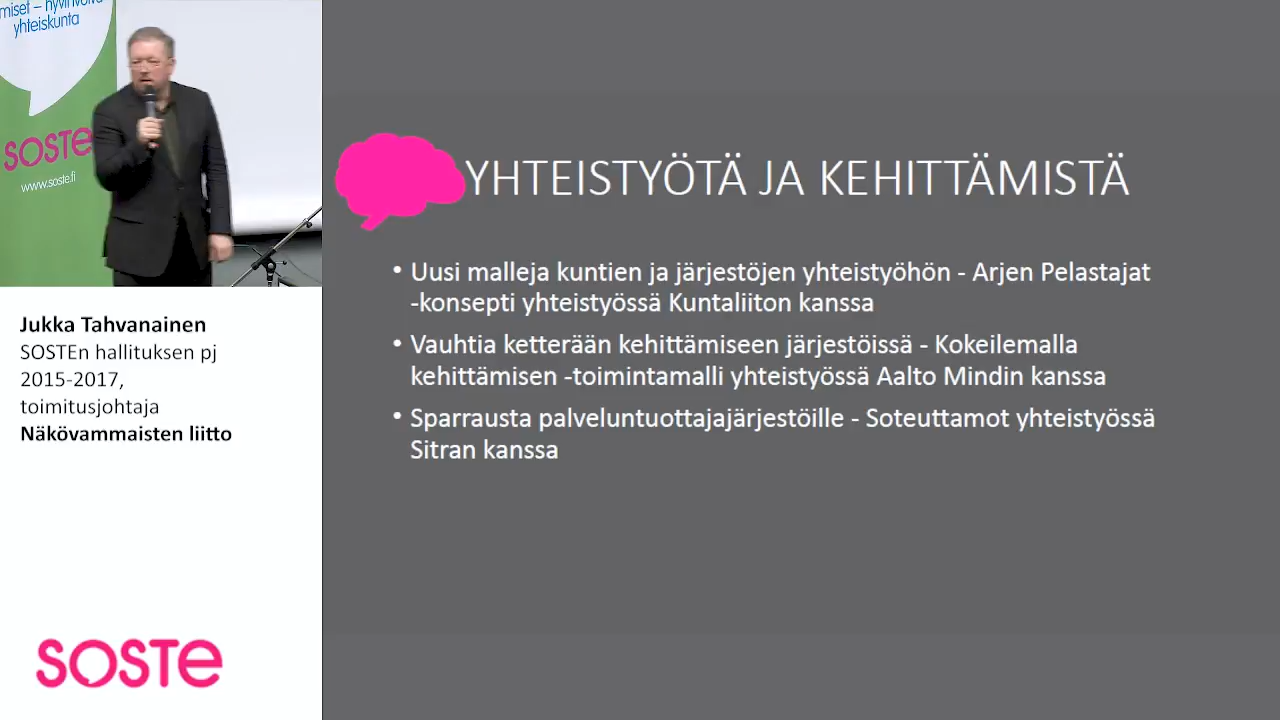 yhteiskunta
SOSTE
www.soste.fi
Jukka Tahvanainen
SOSTEn hallituksen pj
2015-2017,
toimitusjohtaja
Näkövammaisten liitto
soste
YHTEISTYÖTÄ JA KEHITTÄMISTÄ
• Uusi malleja kuntien ja järjestöjen yhteistyöhön - Arjen Pelastajat
-konsepti yhteistyössä Kuntaliiton kanssa
• Vauhtia ketterään kehittämiseen järjestöissä - Kokeilemalla
kehittämisen -toimintamalli yhteistyössä Aalto Mindin kanssa
• Sparrausta palveluntuottajajärjestöille - Soteuttamot yhteistyössä
Sitran kanssa